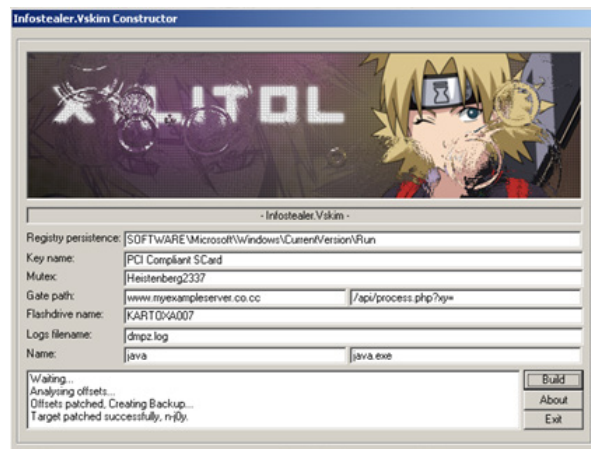 Infostealer.Vskim Constructor
XYLITOL
- Infostealer.Vskim -
Registry persistence: SOFTWARE\Microsoft\Windows\CurrentVersion\Run
Key name: PCI Compliant SCard
Mutex: Heistenberg2337
Gate path: www.myexampleserver.co.cc /api/process.php?xy=
Flashdrive name: KARTOXA007
Logs filename: dmpz.log
Name: java java.exe
Waiting...
Analysing offsets...
Offsets patched, Creating Backup...
Target patched successfully, n-j0y.
Build
About
Exit